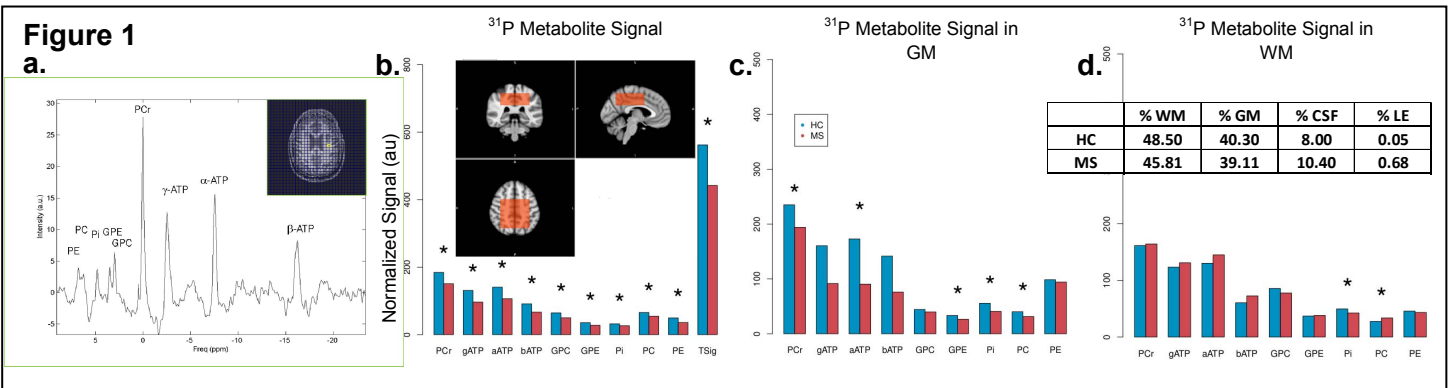 Figure 1
a.
30
25
20
15
10
5
0
-5
Intensity (a.u.)
PCr
γ-ATP
α-ATP
β-ATP
PC
Pi
GPE
GPC
PE
5
0
-5
-10
-15
-20
Freq (ppm)
b.
31P Metabolite Signal
Normalized Signal (au)
800
600
400
200
0
*
*
*
*
*
*
*
*
*
*
PCr gATP aATP bATP GPC GPE Pi PC PE TSig
c.
31P Metabolite Signal in
GM
500
400
300
200
100
0
HC
MS
*
*
*
*
*
PCr gATP aATP bATP GPC GPE Pi PC PE
d.
31P Metabolite Signal in
WM
500
% WM % GM % CSF % LE
HC 48.50 40.30 8.00 0.05
MS 45.81 39.11 10.40 0.68
200
100
0
*
*
PCr gATP aATP bATP GPC GPE Pi PC PE